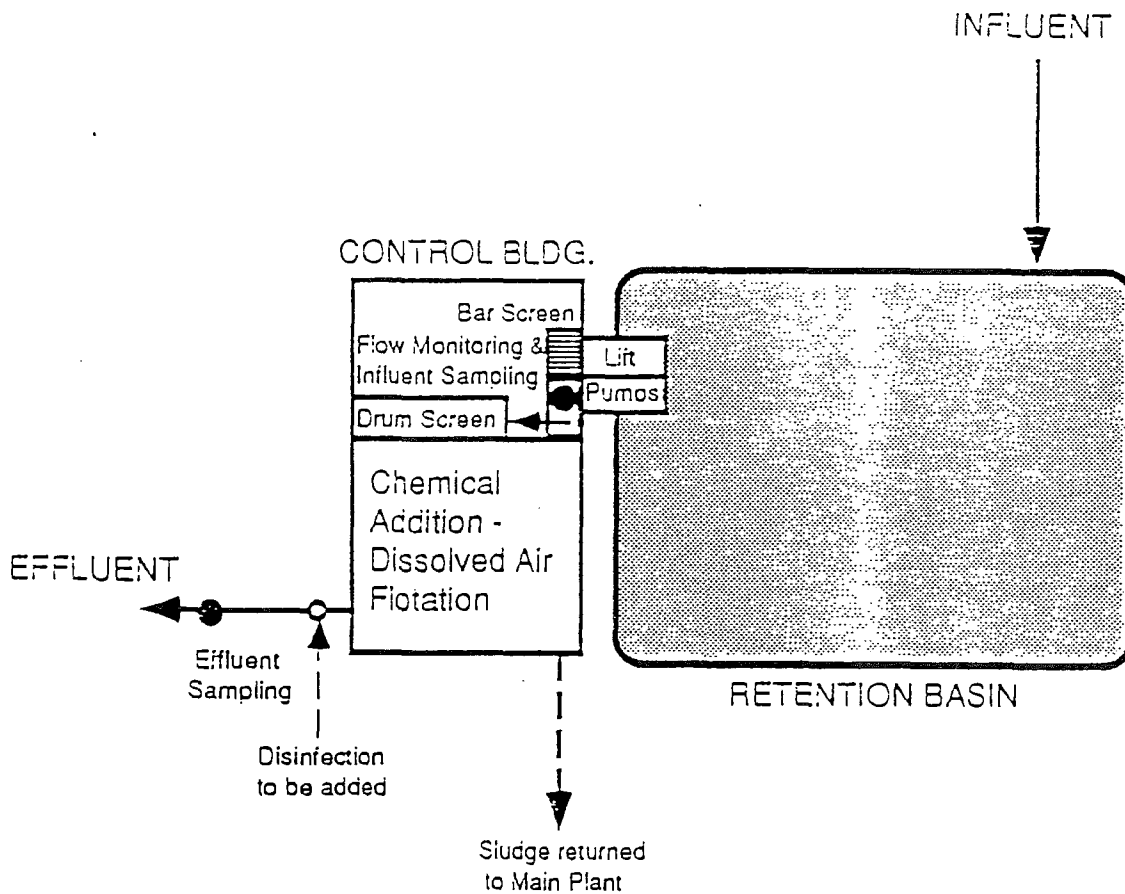 INFLUENT
CONTROL BLDG.
Bar Screen
Flow Monitoring &
Influent Sampling
Lift
Pumps
Drum Screen
Chemical
Addition -
Dissolved Air
Flotation
EFFLUENT
Effluent
Sampling
RETENTION BASIN
Disinfection
to be added
Sludge returned
to Main Plant